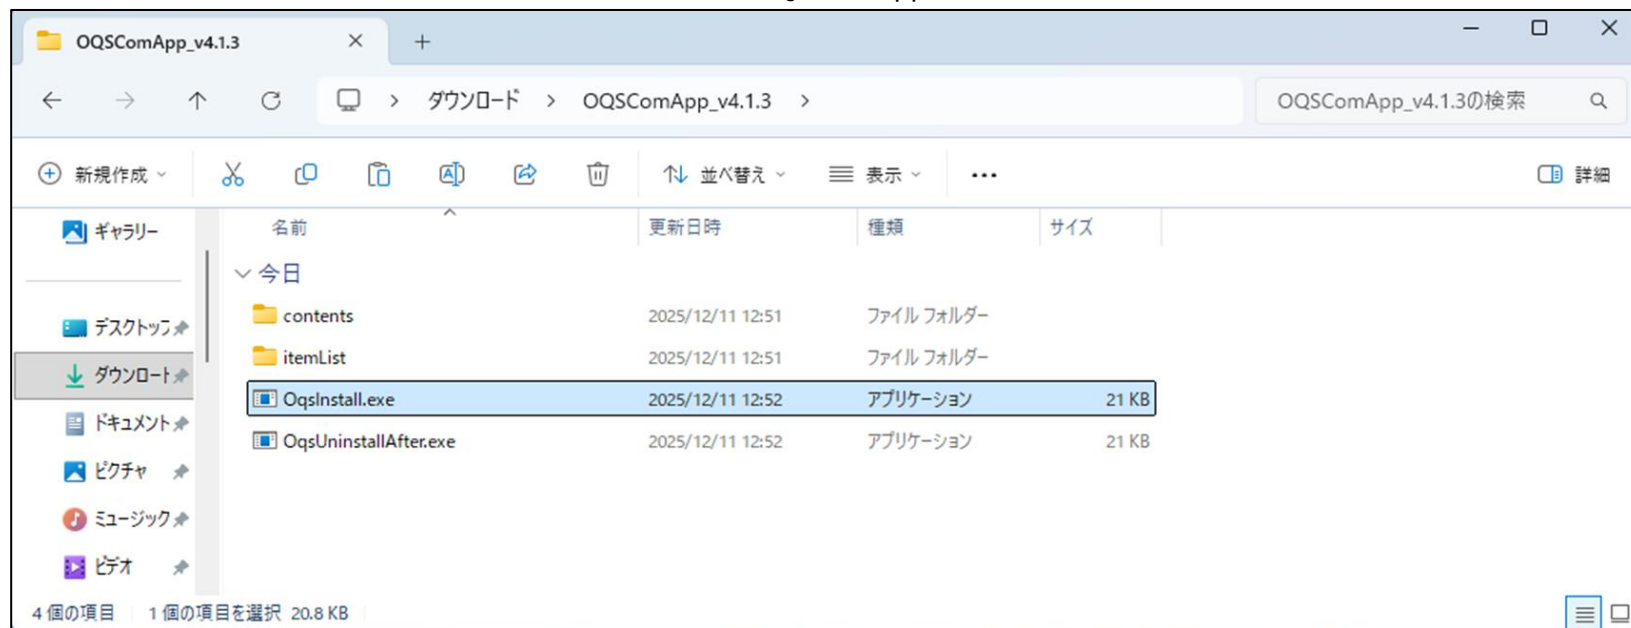 OQSComApp_v4.1.3
ダウンロード > OQSComApp_v4.1.3 >
OQSComApp_v4.1.3の検索
新規作成
並べ替え
表示
詳細
ギャラリー
デスクトップ
ダウンロード
ドキュメント
ピクチャ
ミュージック
ビデオ
名前 更新日時 種類 サイズ
今日
contents 2025/12/11 12:51 ファイル フォルダー
itemList 2025/12/11 12:51 ファイル フォルダー
OqsInstall.exe 2025/12/11 12:52 アプリケーション 21 KB
OqsUninstallAfter.exe 2025/12/11 12:52 アプリケーション 21 KB
4 個の項目 1 個の項目を選択 20.8 KB